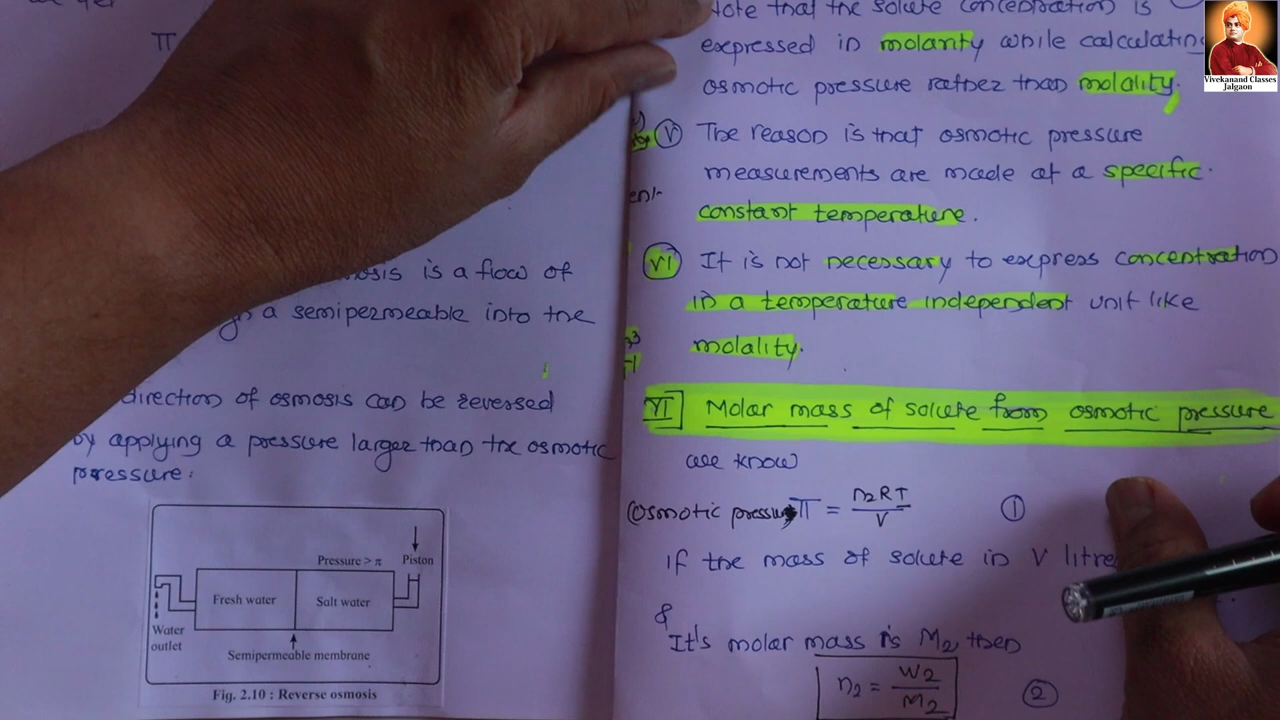 π
osis is a flow of
a semipermeable into the
direction of osmosis can be reversed
by applying a pressure larger than the osmotic
pressure.
Pressure > π
Piston
Fresh water
Salt water
Water
outlet
Semipermeable membrane
Fig. 2.10 : Reverse osmosis
Note that the solute concentration is
expressed in molarity while calculating
osmotic pressure rather than molality.
V The reason is that osmotic pressure
measurements are made at a specific
constant temperature.
VI It is not necessary to express concentration
in a temperature independent unit like
molality.
VI Molar mass of solute from osmotic pressure
we know
Osmotic pressure π = n2RT/V 1
If the mass of solute in V litre
&
It's molar mass is M2 then
n2 = W2/M2 2
Vivekanand Classes
Jalgaon